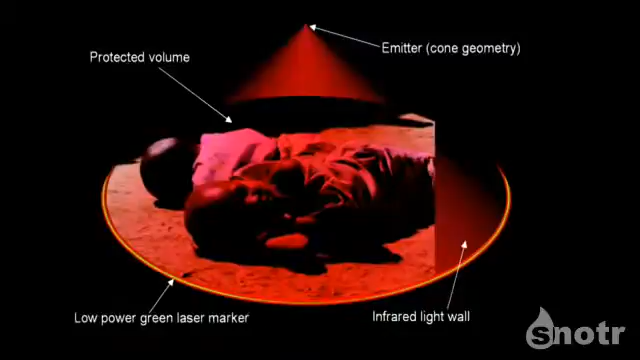 Emitter (cone geometry)
Protected volume
Low power green laser marker
Infrared light wall
snotr